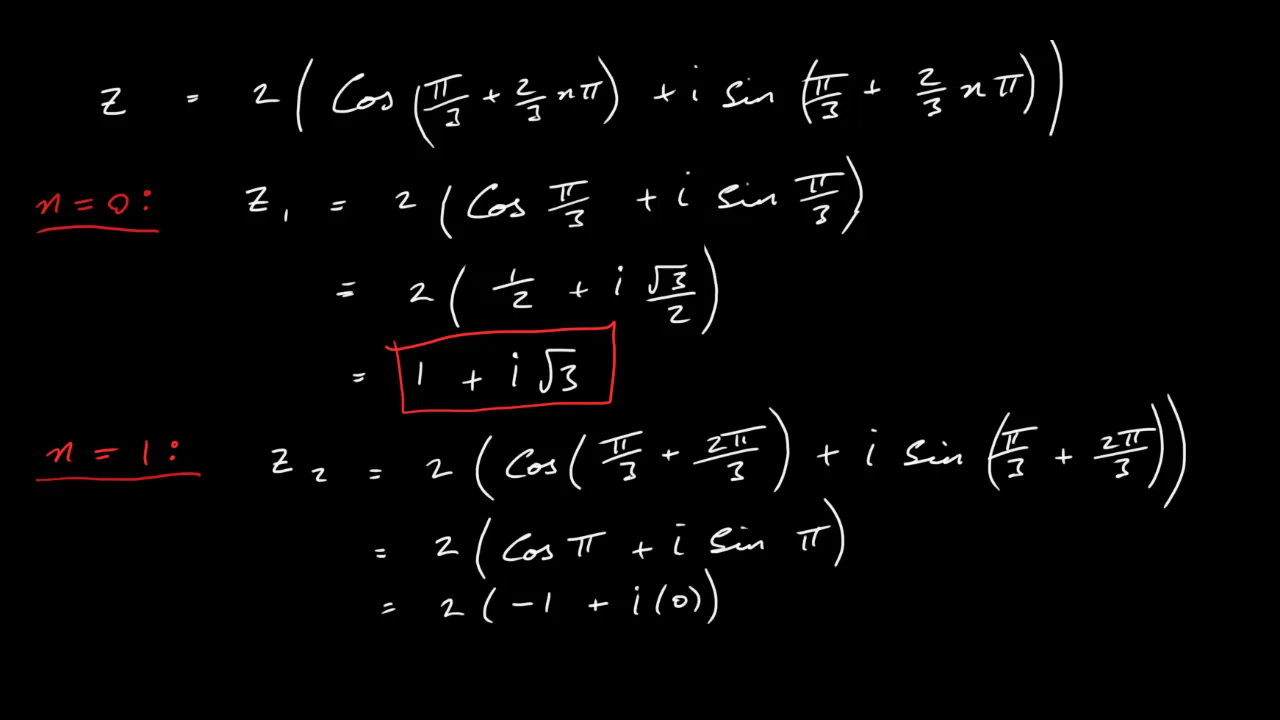 z = 2 ( Cos (π/3 + 2/3 nπ) + i Sin (π/3 + 2/3 nπ) )
n = 0 : z₁ = 2 ( Cos π/3 + i Sin π/3 )
= 2 ( 1/2 + i √3/2 )
= 1 + i √3
n = 1 : z₂ = 2 ( Cos ( π/3 + 2π/3 ) + i Sin ( π/3 + 2π/3 ) )
= 2 ( Cos π + i Sin π )
= 2 ( -1 + i (0) )